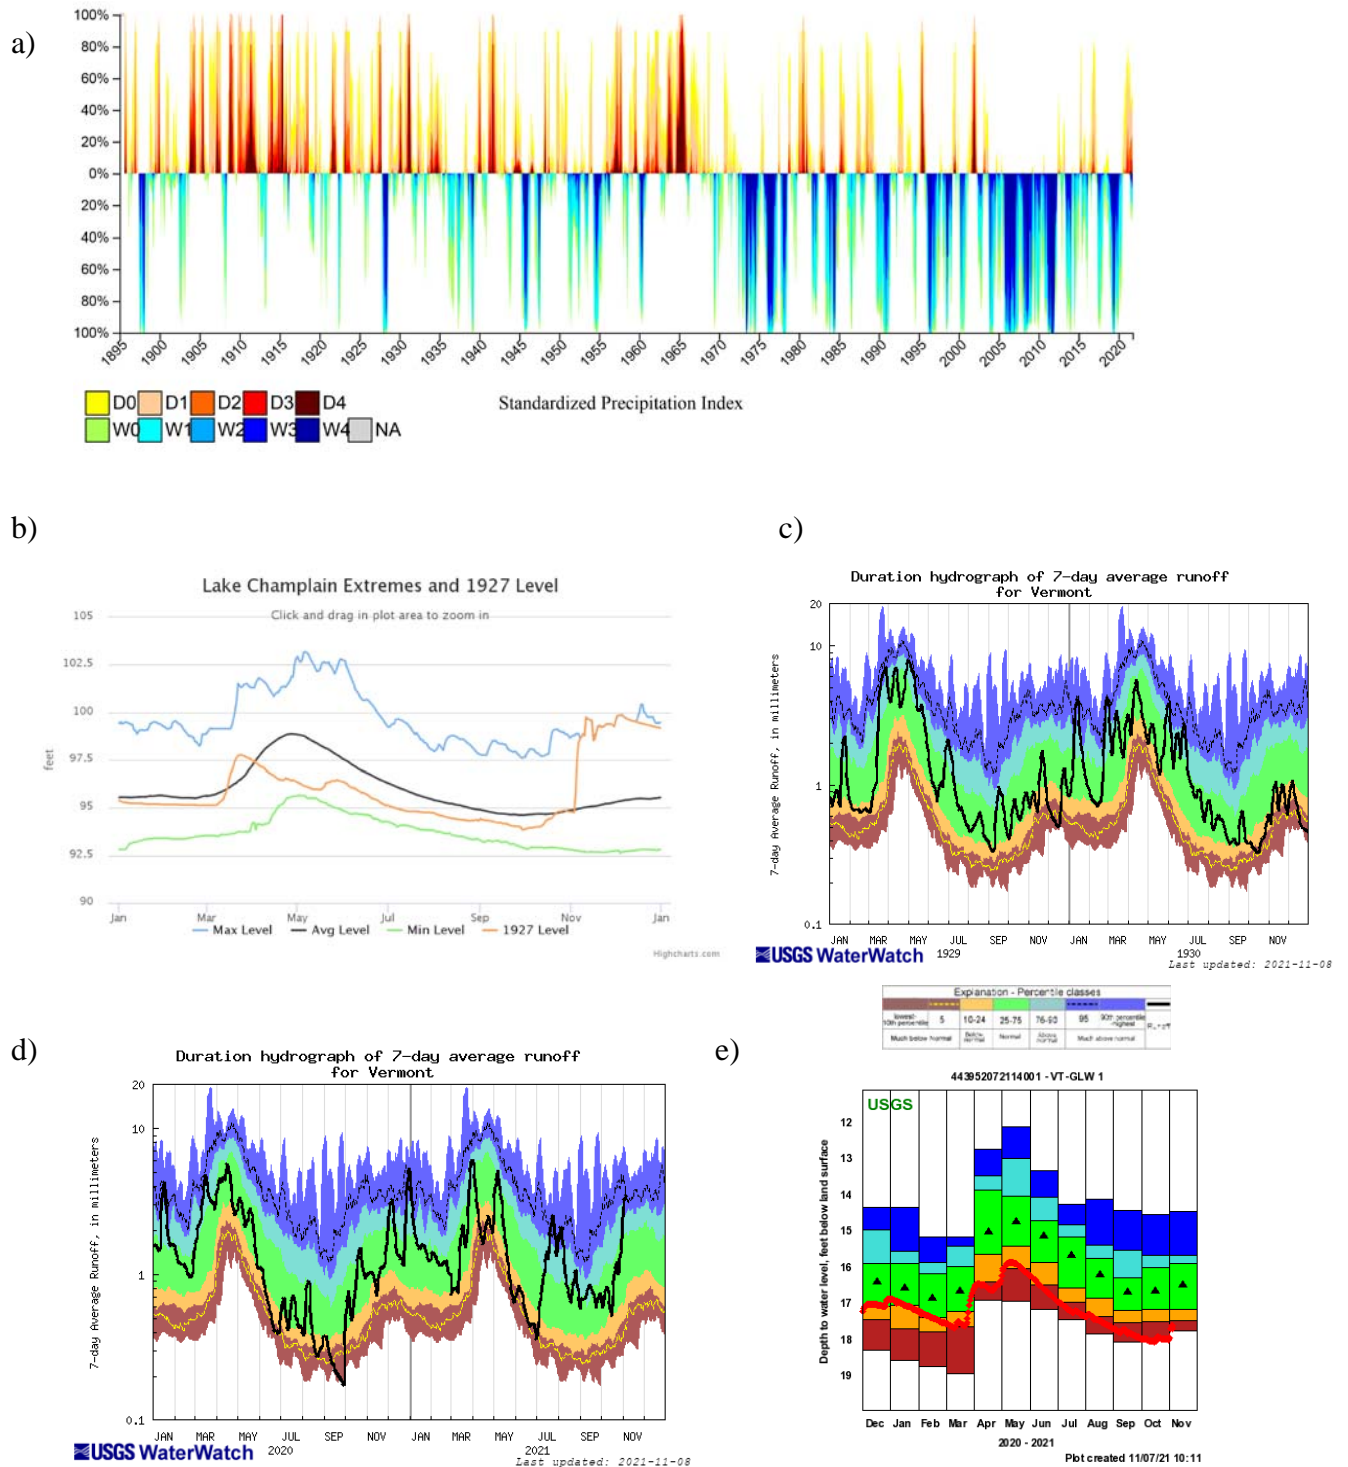 a)
100%
80%
60%
40%
20%
0%
20%
40%
60%
80%
100%
1895 1900 1905 1910 1915 1920 1925 1930 1935 1940 1945 1950 1955 1960 1965 1970 1975 1980 1985 1990 1995 2000 2005 2010 2015 2020
D0 D1 D2 D3 D4
W0 W1 W2 W3 W4 NA
Standardized Precipitation Index
b)
Lake Champlain Extremes and 1927 Level
Click and drag in plot area to zoom in
105
102.5
100
97.5
95
92.5
90
feet
Jan Mar May Jul Sep Nov Jan
Max Level Avg Level Min Level 1927 Level
Highcharts.com
c)
Duration hydrograph of 7-day average runoff
for Vermont
7-day Average Runoff, in millimeters
20
10
1
0.1
JAN MAR MAY JUL SEP NOV JAN MAR MAY JUL SEP NOV
1929 1930
USGS WaterWatch
Last updated: 2021-11-08
Explanation - Percentile classes
lowest-
10th percentile
5
10-24
25-75
76-90
95
90th percentile
-highest
Much below Normal
Below
normal
Normal
Above
normal
Much above normal
d)
Duration hydrograph of 7-day average runoff
for Vermont
7-day Average Runoff, in millimeters
20
10
1
0.1
JAN MAR MAY JUL SEP NOV JAN MAR MAY JUL SEP NOV
2020 2021
USGS WaterWatch
Last updated: 2021-11-08
e)
443952072114001 - VT-GLW 1
USGS
Depth to water level, feet below land surface
12
13
14
15
16
17
18
19
Dec Jan Feb Mar Apr May Jun Jul Aug Sep Oct Nov
2020 - 2021
Plot created 11/07/21 10:11